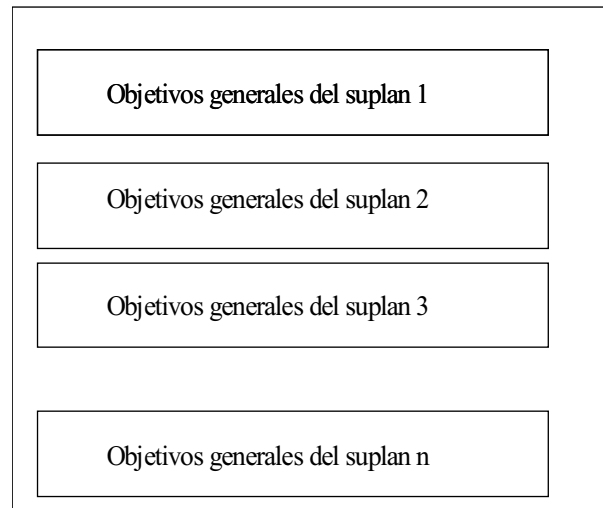 Objetivos generales del suplan 1
Objetivos generales del suplan 2
Objetivos generales del suplan 3
Objetivos generales del suplan n